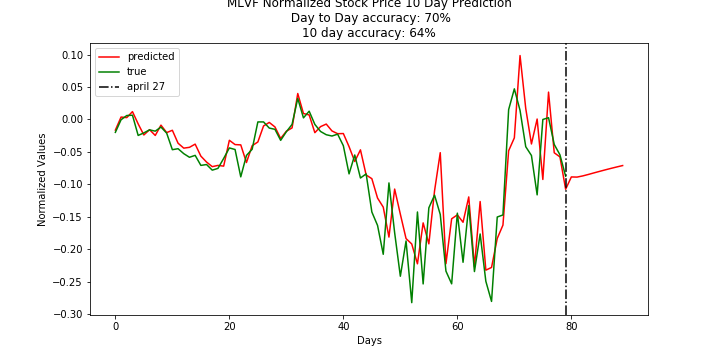 MLVF Normalized Stock Price 10 Day Prediction
Day to Day accuracy: 70%
10 day accuracy: 64%
predicted
true
april 27
0.10
0.05
0.00
−0.05
−0.10
−0.15
−0.20
−0.25
−0.30
Normalized Values
0 20 40 60 80
Days